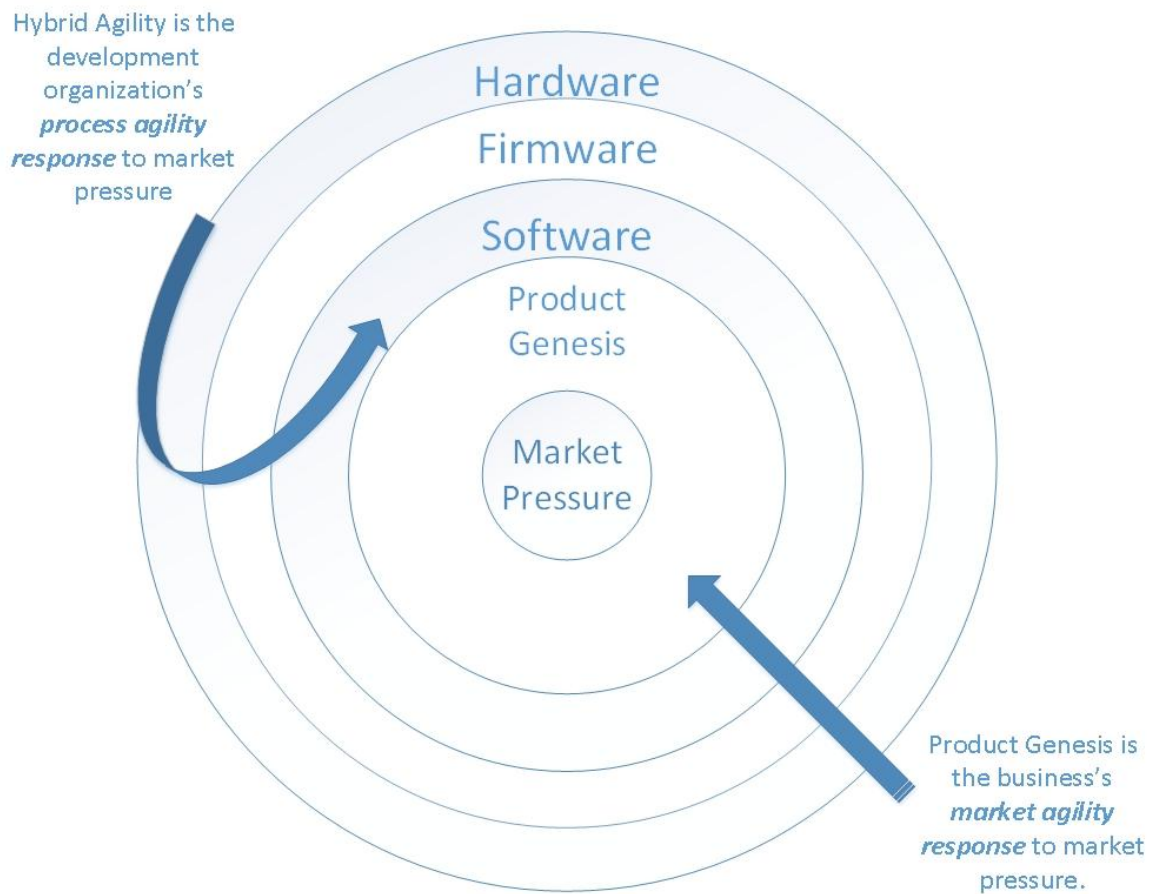 Hybrid Agility is the
development
organization’s
process agility
response to market
pressure
Hardware
Firmware
Software
Product
Genesis
Market
Pressure
Product Genesis is
the business’s
market agility
response to market
pressure.